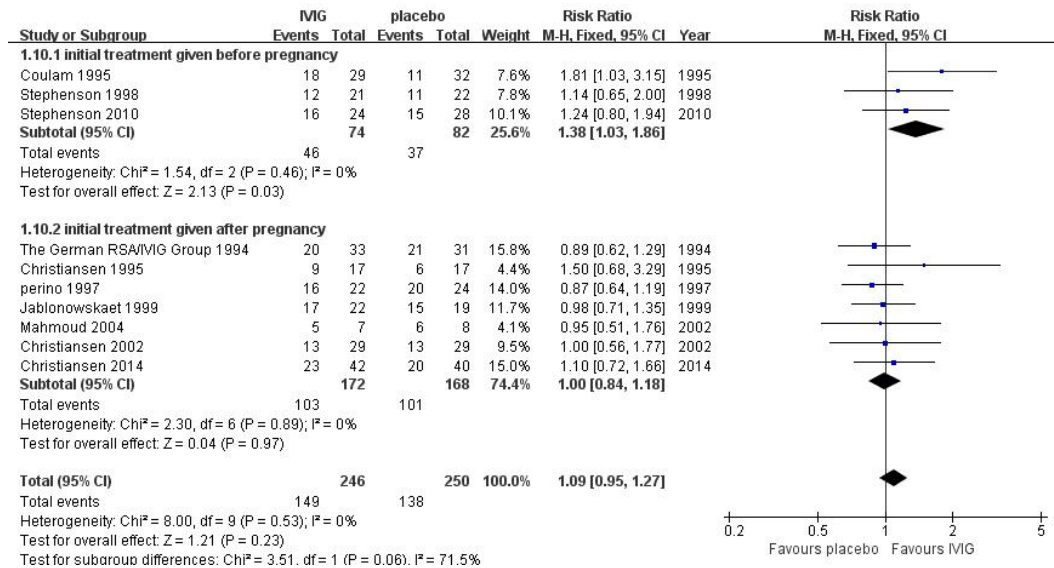 IVIG placebo Risk Ratio Risk Ratio
Study or Subgroup Events Total Events Total Weight M-H, Fixed, 95% CI Year M-H, Fixed, 95% CI
1.10.1 initial treatment given before pregnancy
Coulam 1995 18 29 11 32 7.6% 1.81 [1.03, 3.15] 1995
Stephenson 1998 12 21 11 22 7.8% 1.14 [0.65, 2.00] 1998
Stephenson 2010 16 24 15 28 10.1% 1.24 [0.80, 1.94] 2010
Subtotal (95% CI) 74 82 25.6% 1.38 [1.03, 1.86]
Total events 46 37
Heterogeneity: Chi² = 1.54, df = 2 (P = 0.46); I² = 0%
Test for overall effect: Z = 2.13 (P = 0.03)
1.10.2 initial treatment given after pregnancy
The German RSA/IVIG Group 1994 20 33 21 31 15.8% 0.89 [0.62, 1.29] 1994
Christiansen 1995 9 17 6 17 4.4% 1.50 [0.68, 3.29] 1995
perino 1997 16 22 20 24 14.0% 0.87 [0.64, 1.19] 1997
Jablonowskaet 1999 17 22 15 19 11.7% 0.98 [0.71, 1.35] 1999
Mahmoud 2004 5 7 6 8 4.1% 0.95 [0.51, 1.76] 2002
Christiansen 2002 13 29 13 29 9.5% 1.00 [0.56, 1.77] 2002
Christiansen 2014 23 42 20 40 15.0% 1.10 [0.72, 1.66] 2014
Subtotal (95% CI) 172 168 74.4% 1.00 [0.84, 1.18]
Total events 103 101
Heterogeneity: Chi² = 2.30, df = 6 (P = 0.89); I² = 0%
Test for overall effect: Z = 0.04 (P = 0.97)
Total (95% CI) 246 250 100.0% 1.09 [0.95, 1.27]
Total events 149 138
Heterogeneity: Chi² = 8.00, df = 9 (P = 0.53); I² = 0%
Test for overall effect: Z = 1.21 (P = 0.23)
Test for subgroup differences: Chi² = 3.51, df = 1 (P = 0.06), I² = 71.5%
0.2 0.5 1 2 5
Favours placebo Favours IVIG